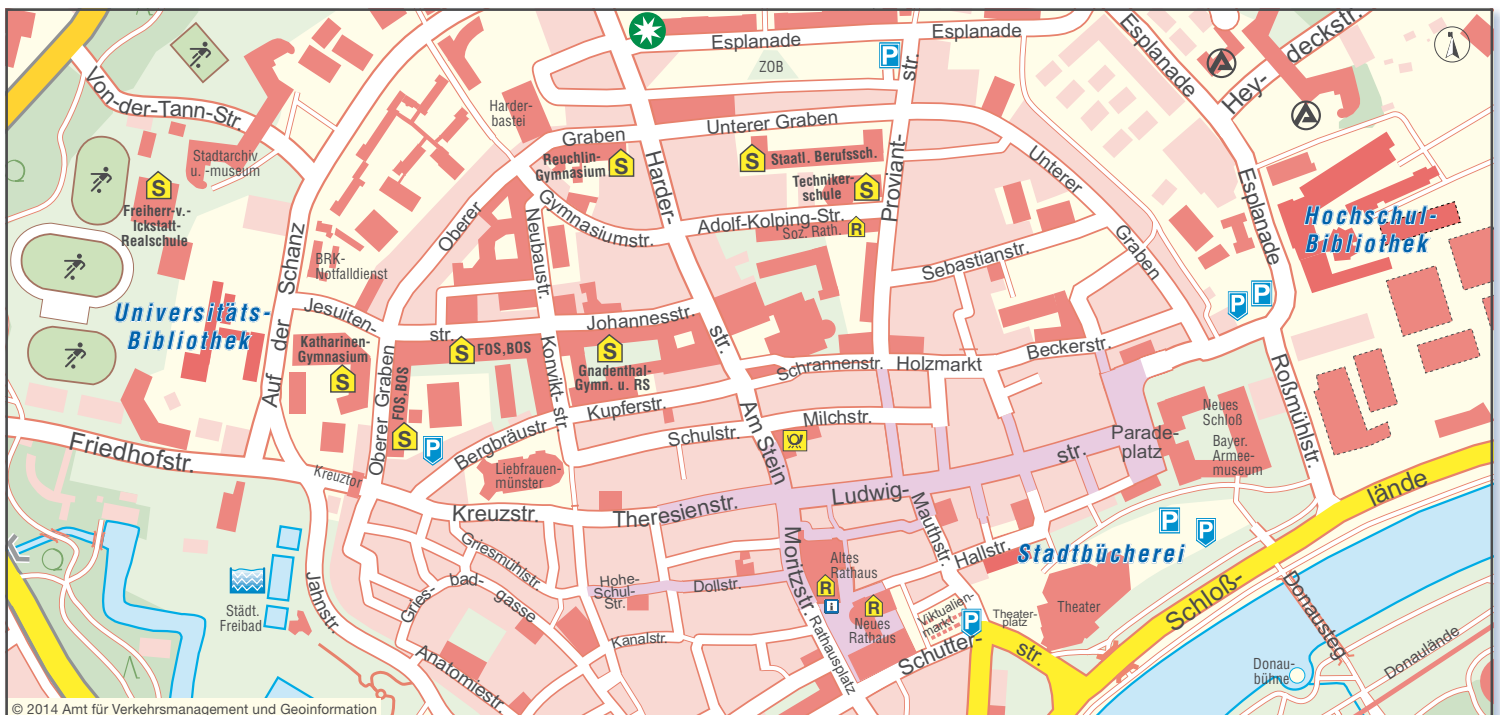 Esplanade
Esplanade
Esplanade
Hey-
deckstr.
P
ZOB
Von-der-Tann-Str.
Harder-
bastei
Graben
Unterer Graben
Stadtarchiv
u. -museum
Reuchlin-
Gymnasium
S
Harder-
S
Staatl. Berufssch.
Techniker-
schule
S
Proviant-
str.
Unterer
Graben
Esplanade
Hochschul-
Bibliothek
S
Freiherr-v.-
Ickstatt-
Realschule
Oberer
Neubaustr.
Gymnasiumstr.
Adolf-Kolping-Str.
Soz. Rath.
R
Sebastianstr.
BRK-
Notfalldienst
Schanz
der
Auf
Universitäts-
Bibliothek
Jesuiten-
str.
Johannesstr.
str.
P
P
Katharinen-
Gymnasium
S
S
FOS,BOS
S
Gnadenthal-
Gymn. u. RS
Konvikt-
str.
Schrannenstr.
Holzmarkt
Beckerstr.
Roßmühlstr.
Oberer Graben
FOS,BOS
S
P
Kupferstr.
Bergbräustr.
Schulstr.
Am Stein
Milchstr.
Neues
Schloß
Bayer.
Armee-
museum
Parade-
platz
Friedhofstr.
Kreuztor
Liebfrauen-
münster
Kreuzstr.
Theresienstr.
Ludwig-
str.
Mauthstr.
Hallstr.
Stadtbücherei
P
P
lände
Schloß-
Griesmühlstr.
Gries-
bad-
gasse
Hohe-
Schul-
Str.
Dollstr.
Moritzstr.
Altes
Rathaus
R
i
R
Neues
Rathaus
Viktualien-
markt
P
Theater-
platz
Theater
Städt.
Freibad
Jahnstr.
Kanalstr.
Rathausplatz
Schutter-
str.
Donausteg
Donau-
bühne
Donaulände
Anatomiestr.
© 2014 Amt für Verkehrsmanagement und Geoinformation